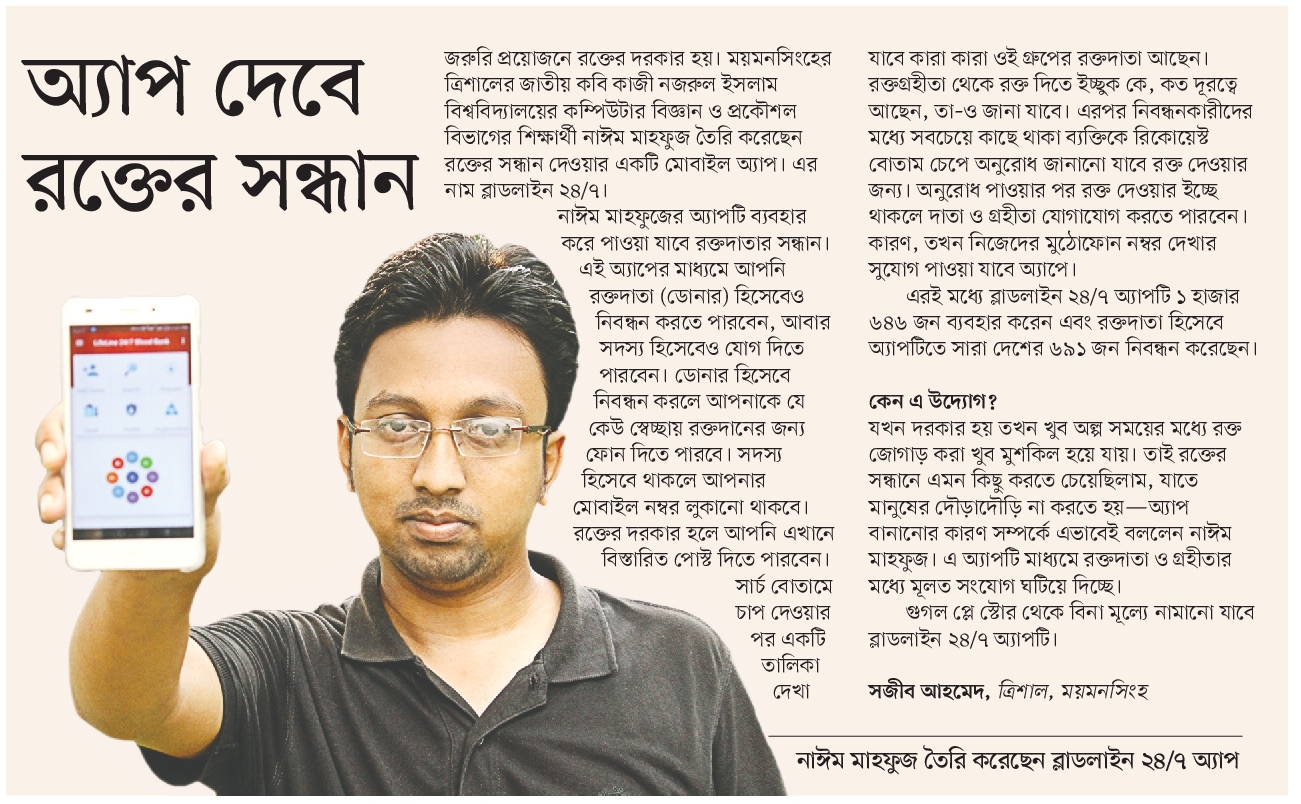 অ্যাপ দেবে
রক্তের সন্ধান
জরুরি প্রয়োজনে রক্তের দরকার হয়। ময়মনসিংহের
ত্রিশালের জাতীয় কবি কাজী নজরুল ইসলাম
বিশ্ববিদ্যালয়ের কম্পিউটার বিজ্ঞান ও প্রকৌশল
বিভাগের শিক্ষার্থী নাঈম মাহফুজ তৈরি করেছেন
রক্তের সন্ধান দেওয়ার একটি মোবাইল অ্যাপ। এর
নাম ব্লাডলাইন ২৪/৭।
নাঈম মাহফুজের অ্যাপটি ব্যবহার
করে পাওয়া যাবে রক্তদাতার সন্ধান।
এই অ্যাপের মাধ্যমে আপনি
রক্তদাতা (ডোনার) হিসেবেও
নিবন্ধন করতে পারবেন, আবার
সদস্য হিসেবেও যোগ দিতে
পারবেন। ডোনার হিসেবে
নিবন্ধন করলে আপনাকে যে
কেউ স্বেচ্ছায় রক্তদানের জন্য
ফোন দিতে পারবে। সদস্য
হিসেবে থাকলে আপনার
মোবাইল নম্বর লুকানো থাকবে।
রক্তের দরকার হলে আপনি এখানে
বিস্তারিত পোস্ট দিতে পারবেন।
সার্চ বোতামে
চাপ দেওয়ার
পর একটি
তালিকা
দেখা
যাবে কারা কারা ওই গ্রুপের রক্তদাতা আছেন।
রক্তগ্রহীতা থেকে রক্ত দিতে ইচ্ছুক কে, কত দূরত্বে
আছেন, তা-ও জানা যাবে। এরপর নিবন্ধনকারীদের
মধ্যে সবচেয়ে কাছে থাকা ব্যক্তিকে রিকোয়েস্ট
বোতাম চেপে অনুরোধ জানানো যাবে রক্ত দেওয়ার
জন্য। অনুরোধ পাওয়ার পর রক্ত দেওয়ার ইচ্ছে
থাকলে দাতা ও গ্রহীতা যোগাযোগ করতে পারবেন।
কারণ, তখন নিজেদের মুঠোফোন নম্বর দেখার
সুযোগ পাওয়া যাবে অ্যাপে।
এরই মধ্যে ব্লাডলাইন ২৪/৭ অ্যাপটি ১ হাজার
৬৪৬ জন ব্যবহার করেন এবং রক্তদাতা হিসেবে
অ্যাপটিতে সারা দেশের ৬৯১ জন নিবন্ধন করেছেন।
কেন এ উদ্যোগ?
যখন দরকার হয় তখন খুব অল্প সময়ের মধ্যে রক্ত
জোগাড় করা খুব মুশকিল হয়ে যায়। তাই রক্তের
সন্ধানে এমন কিছু করতে চেয়েছিলাম, যাতে
মানুষের দৌড়াদৌড়ি না করতে হয়—অ্যাপ
বানানোর কারণ সম্পর্কে এভাবেই বললেন নাঈম
মাহফুজ। এ অ্যাপটি মাধ্যমে রক্তদাতা ও গ্রহীতার
মধ্যে মূলত সংযোগ ঘটিয়ে দিচ্ছে।
গুগল প্লে স্টোর থেকে বিনা মূল্যে নামানো যাবে
ব্লাডলাইন ২৪/৭ অ্যাপটি।
সজীব আহমেদ, ত্রিশাল, ময়মনসিংহ
নাঈম মাহফুজ তৈরি করেছেন ব্লাডলাইন ২৪/৭ অ্যাপ